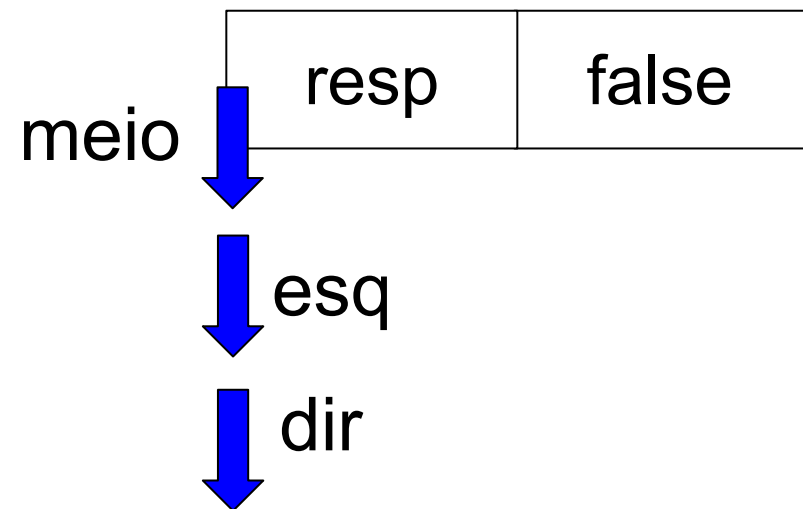 resp false
meio
esq
dir